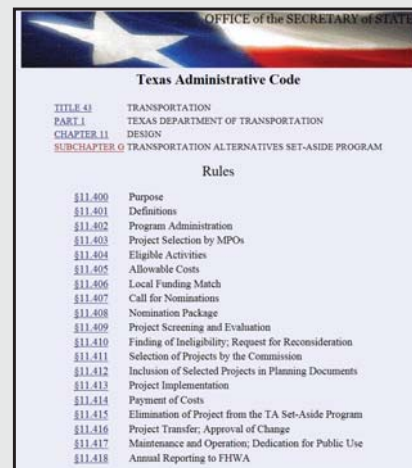 OFFICE of the SECRETARY of STATE
Texas Administrative Code
TITLE 43 TRANSPORTATION
PART 1 TEXAS DEPARTMENT OF TRANSPORTATION
CHAPTER 11 DESIGN
SUBCHAPTER G TRANSPORTATION ALTERNATIVES SET-ASIDE PROGRAM
Rules
§11.400 Purpose
§11.401 Definitions
§11.402 Program Administration
§11.403 Project Selection by MPOs
§11.404 Eligible Activities
§11.405 Allowable Costs
§11.406 Local Funding Match
§11.407 Call for Nominations
§11.408 Nomination Package
§11.409 Project Screening and Evaluation
§11.410 Finding of Ineligibility; Request for Reconsideration
§11.411 Selection of Projects by the Commission
§11.412 Inclusion of Selected Projects in Planning Documents
§11.413 Project Implementation
§11.414 Payment of Costs
§11.415 Elimination of Project from the TA Set-Aside Program
§11.416 Project Transfer; Approval of Change
§11.417 Maintenance and Operation; Dedication for Public Use
§11.418 Annual Reporting to FHWA